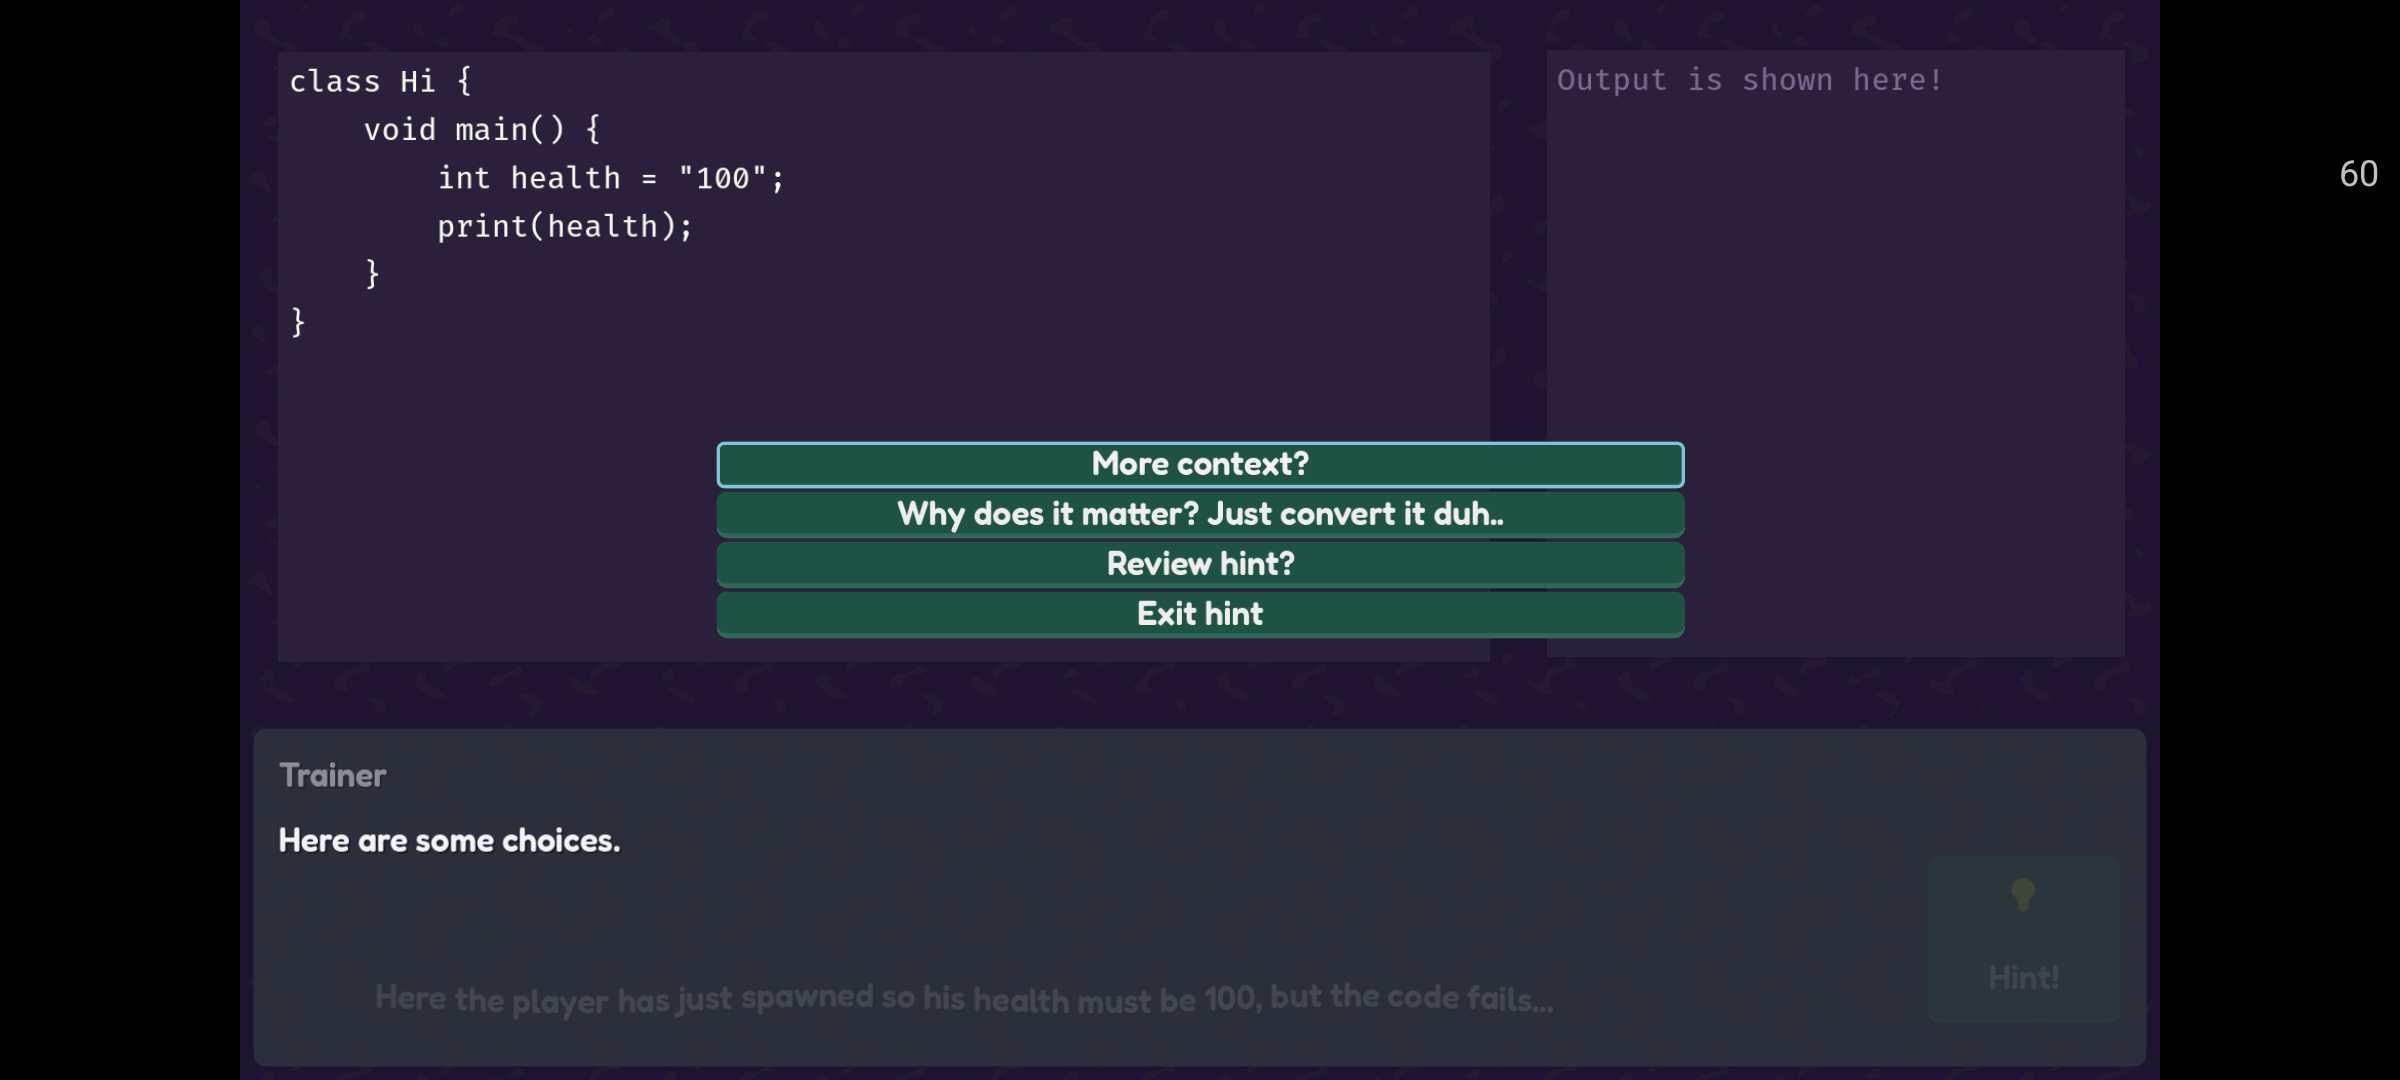 class Hi {
    void main() {
        int health = "100";
        print(health);
    }
}
Output is shown here!
60
More context?
Why does it matter? Just convert it duh..
Review hint?
Exit hint
Trainer
Here are some choices.
Here the player has just spawned so his health must be 100, but the code fails...
Hint!